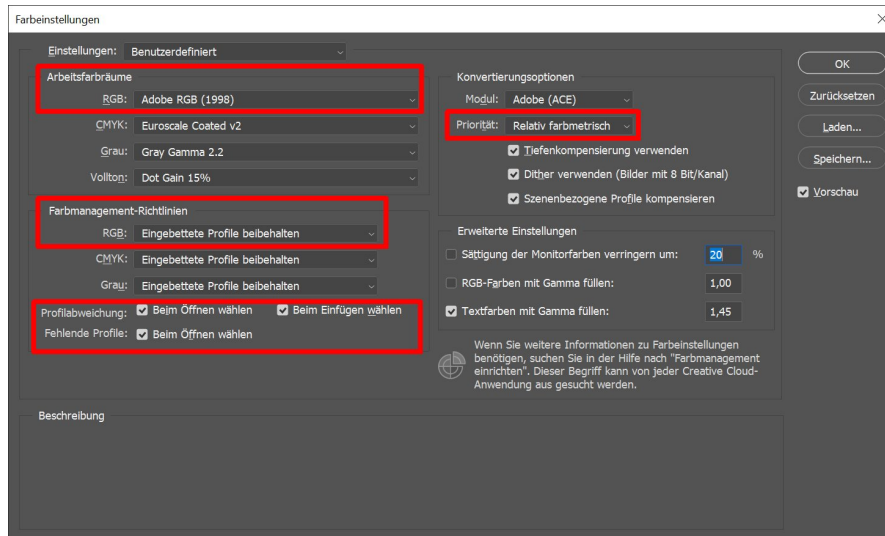 Farbeinstellungen
Einstellungen: Benutzerdefiniert
Arbeitsfarbräume
RGB: Adobe RGB (1998)
CMYK: Euroscale Coated v2
Grau: Gray Gamma 2.2
Vollton: Dot Gain 15%
Farbmanagement-Richtlinien
RGB: Eingebettete Profile beibehalten
CMYK: Eingebettete Profile beibehalten
Grau: Eingebettete Profile beibehalten
Profilabweichung: Beim Öffnen wählen Beim Einfügen wählen
Fehlende Profile: Beim Öffnen wählen
Konvertierungsoptionen
Modul: Adobe (ACE)
Priorität: Relativ farbmetrisch
Tiefenkompensierung verwenden
Dither verwenden (Bilder mit 8 Bit/Kanal)
Szenenbezogene Profile kompensieren
Erweiterte Einstellungen
Sättigung der Monitorfarben verringern um: 20 %
RGB-Farben mit Gamma füllen: 1,00
Textfarben mit Gamma füllen: 1,45
Wenn Sie weitere Informationen zu Farbeinstellungen
benötigen, suchen Sie in der Hilfe nach "Farbmanagement
einrichten". Dieser Begriff kann von jeder Creative Cloud-
Anwendung aus gesucht werden.
OK
Zurücksetzen
Laden...
Speichern...
Vorschau
Beschreibung